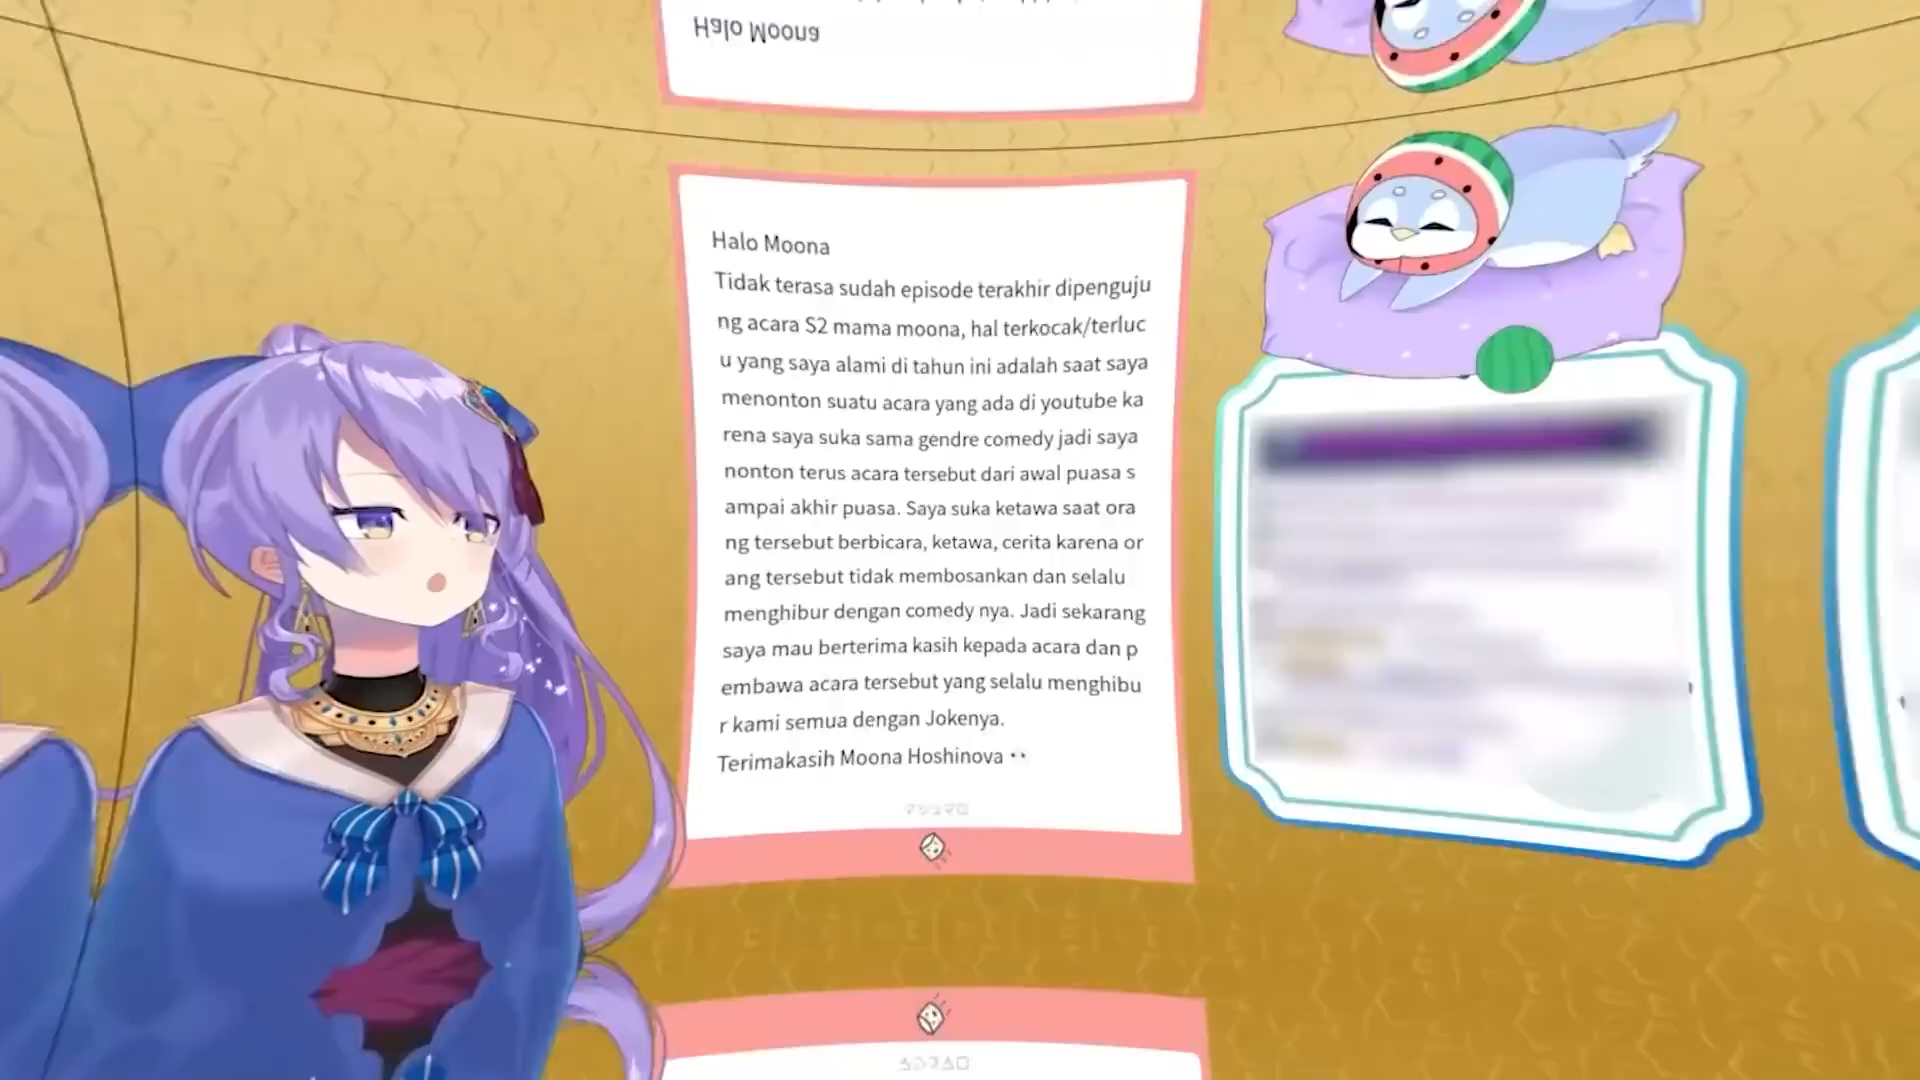 Halo Moona
Halo Moona
Tidak terasa sudah episode terakhir dipenguju
ng acara S2 mama moona, hal terkocak/terluc
u yang saya alami di tahun ini adalah saat saya
menonton suatu acara yang ada di youtube ka
rena saya suka sama gendre comedy jadi saya
nonton terus acara tersebut dari awal puasa s
ampai akhir puasa. Saya suka ketawa saat ora
ng tersebut berbicara, ketawa, cerita karena or
ang tersebut tidak membosankan dan selalu
menghibur dengan comedy nya. Jadi sekarang
saya mau berterima kasih kepada acara dan p
embawa acara tersebut yang selalu menghibu
r kami semua dengan Jokenya.
Terimakasih Moona Hoshinova ··